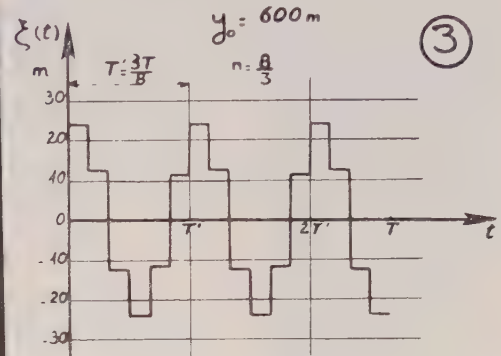 y₀ = 600 m
3
ξ(t)
m
T' = 3T/8
n = 8/3
30
20
10
0
T'
2T'
T
t
-10
-20
-30